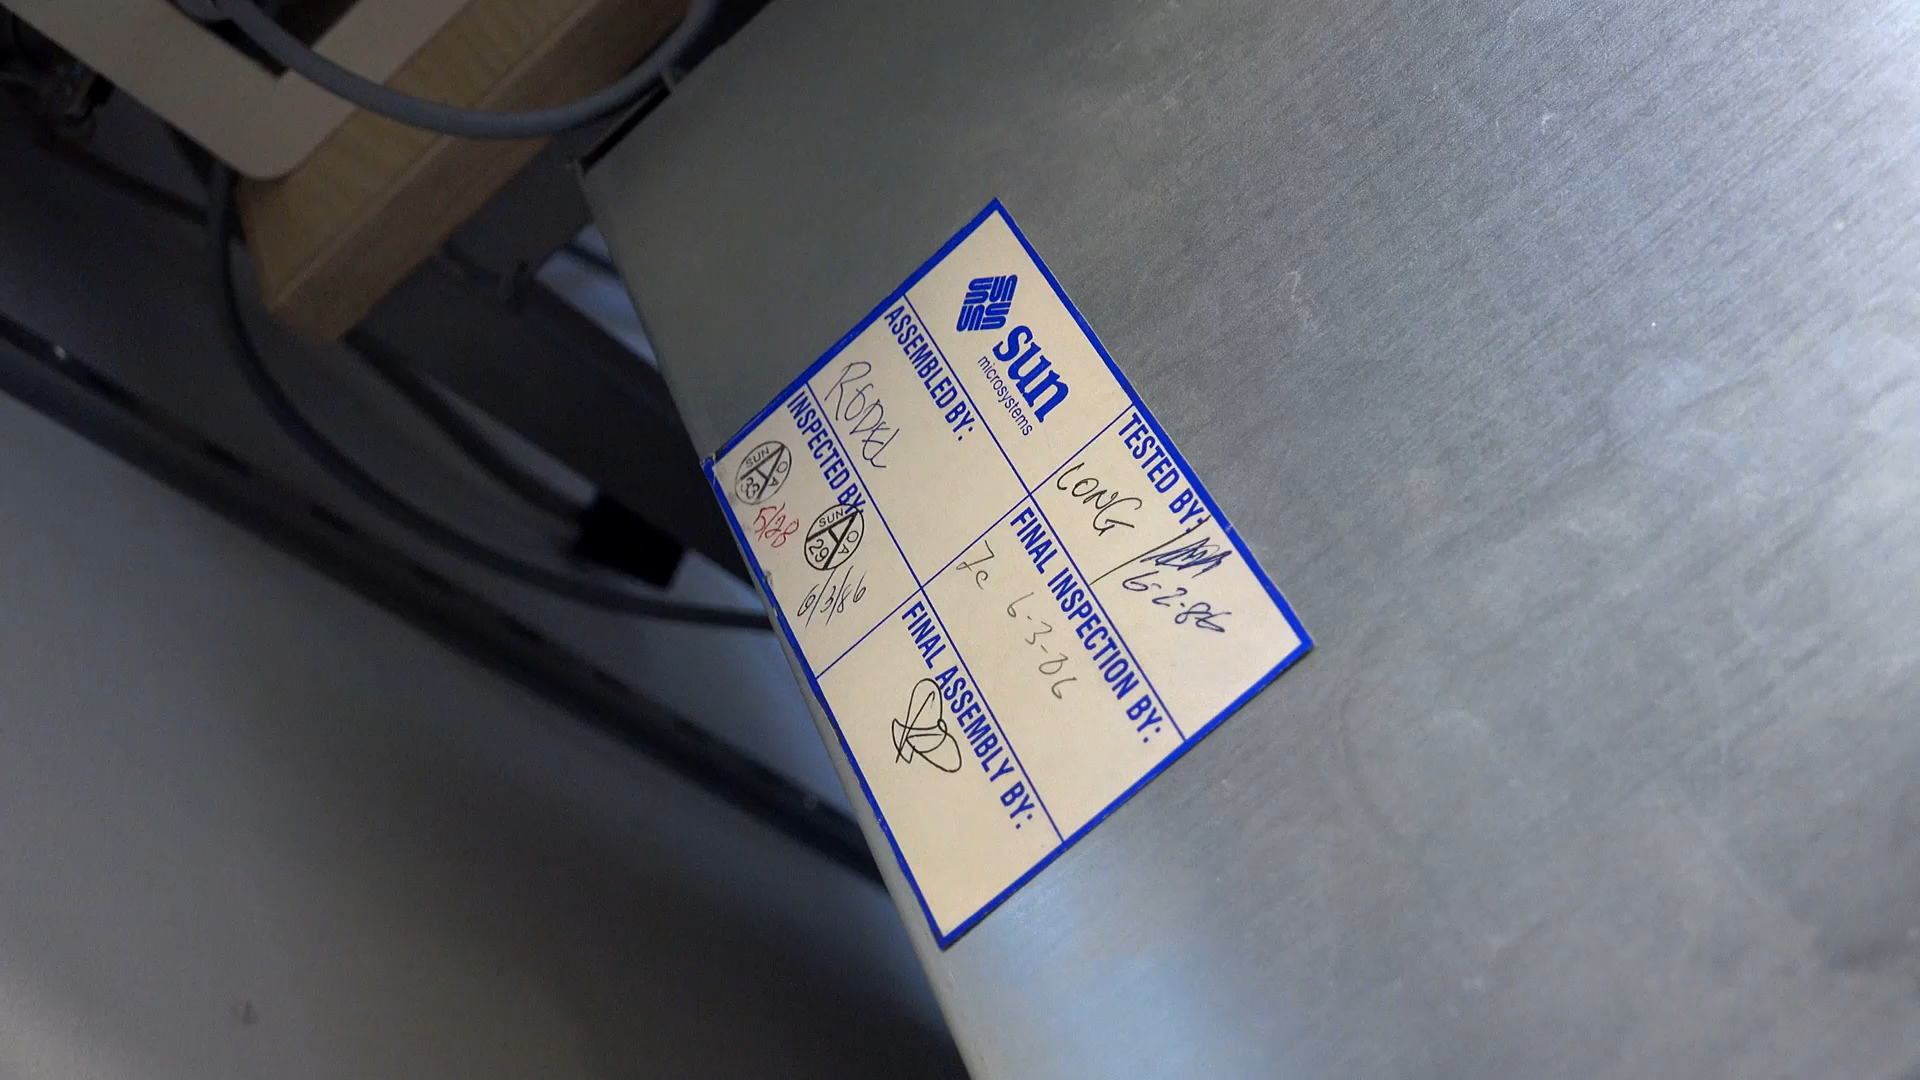 sun
microsystems
TESTED BY:
LONG
6-2-86
ASSEMBLED BY:
FINAL INSPECTION BY:
6-3-86
INSPECTED BY:
SUN QA
A
33
5/28
SUN QA
A
29
6/3/86
FINAL ASSEMBLY BY: